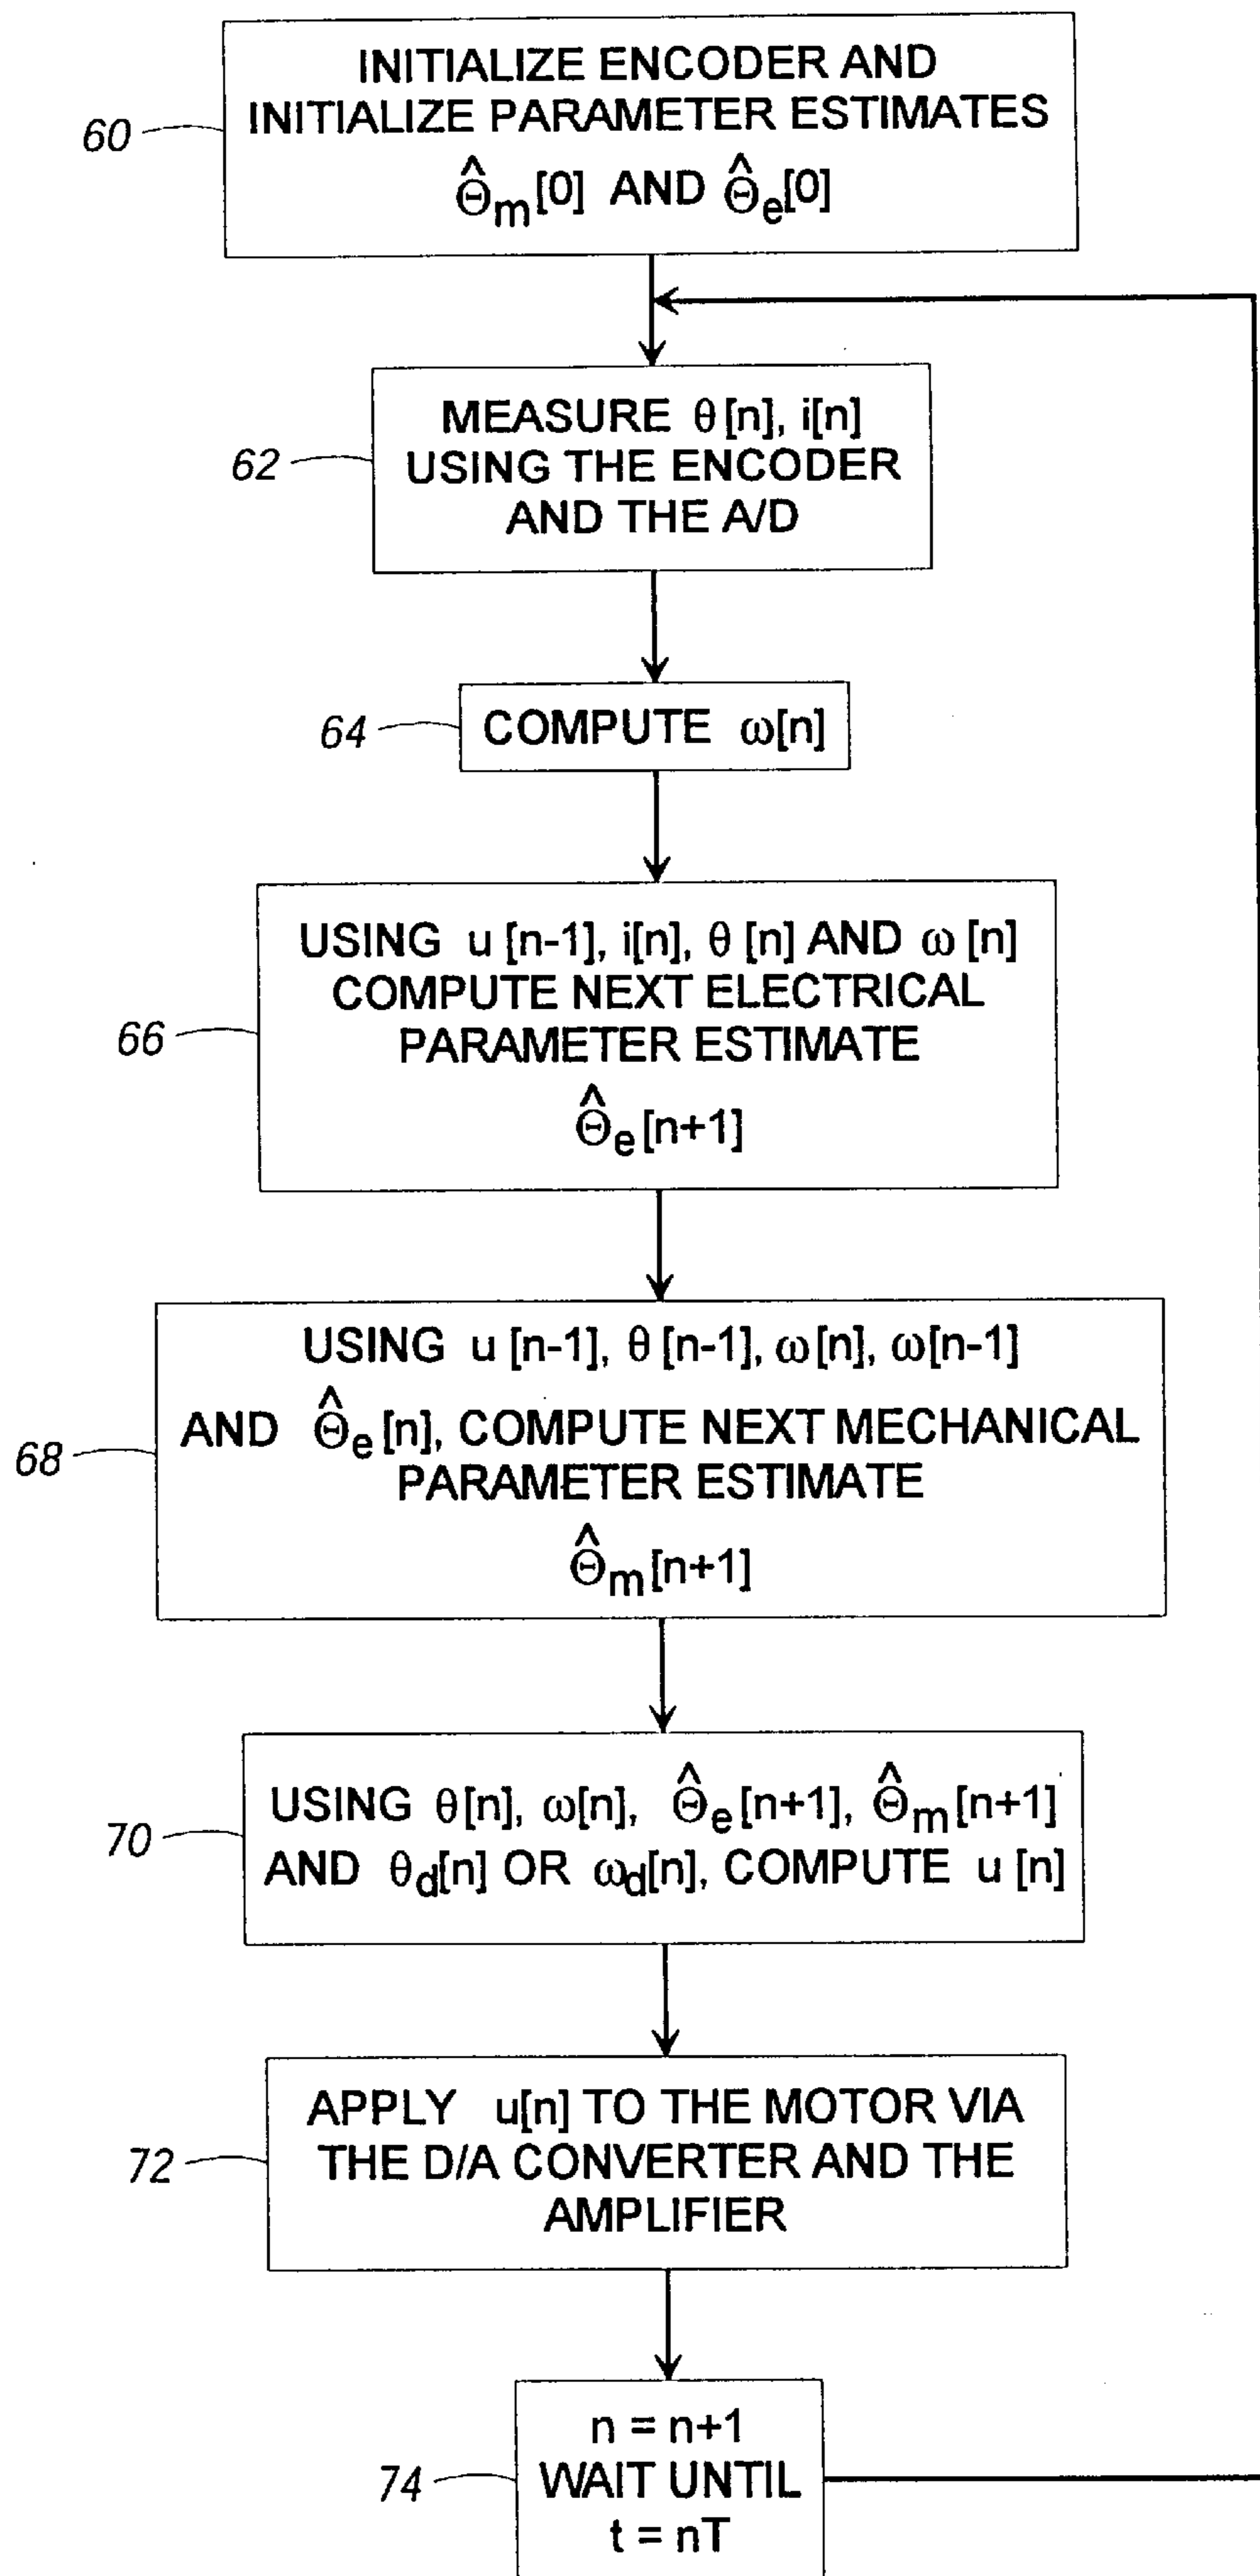 INITIALIZE ENCODER AND
INITIALIZE PARAMETER ESTIMATES
Θ̂m[0] AND Θ̂e[0]
60
MEASURE θ[n], i[n]
USING THE ENCODER
AND THE A/D
62
COMPUTE ω[n]
64
USING u [n-1], i[n], θ [n] AND ω [n]
COMPUTE NEXT ELECTRICAL
PARAMETER ESTIMATE
Θ̂e[n+1]
66
USING u [n-1], θ [n-1], ω[n], ω[n-1]
AND Θ̂e[n], COMPUTE NEXT MECHANICAL
PARAMETER ESTIMATE
Θ̂m[n+1]
68
USING θ[n], ω[n], Θ̂e[n+1], Θ̂m[n+1]
AND θd[n] OR ωd[n], COMPUTE u [n]
70
APPLY u[n] TO THE MOTOR VIA
THE D/A CONVERTER AND THE
AMPLIFIER
72
n = n+1
WAIT UNTIL
t = nT
74